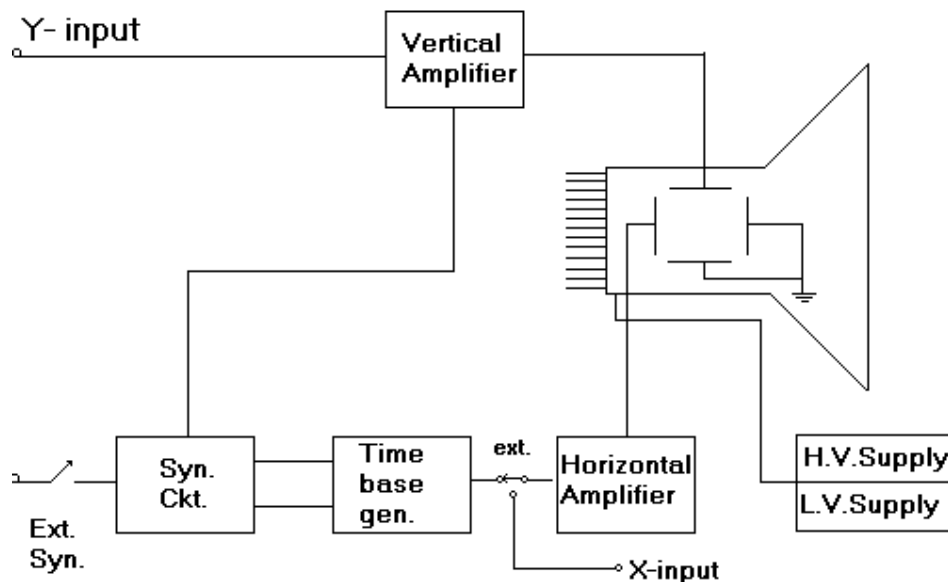 Y- input
Vertical
Amplifier
Ext.
Syn.
Syn.
Ckt.
Time
base
gen.
ext.
Horizontal
Amplifier
X-input
H.V.Supply
L.V.Supply